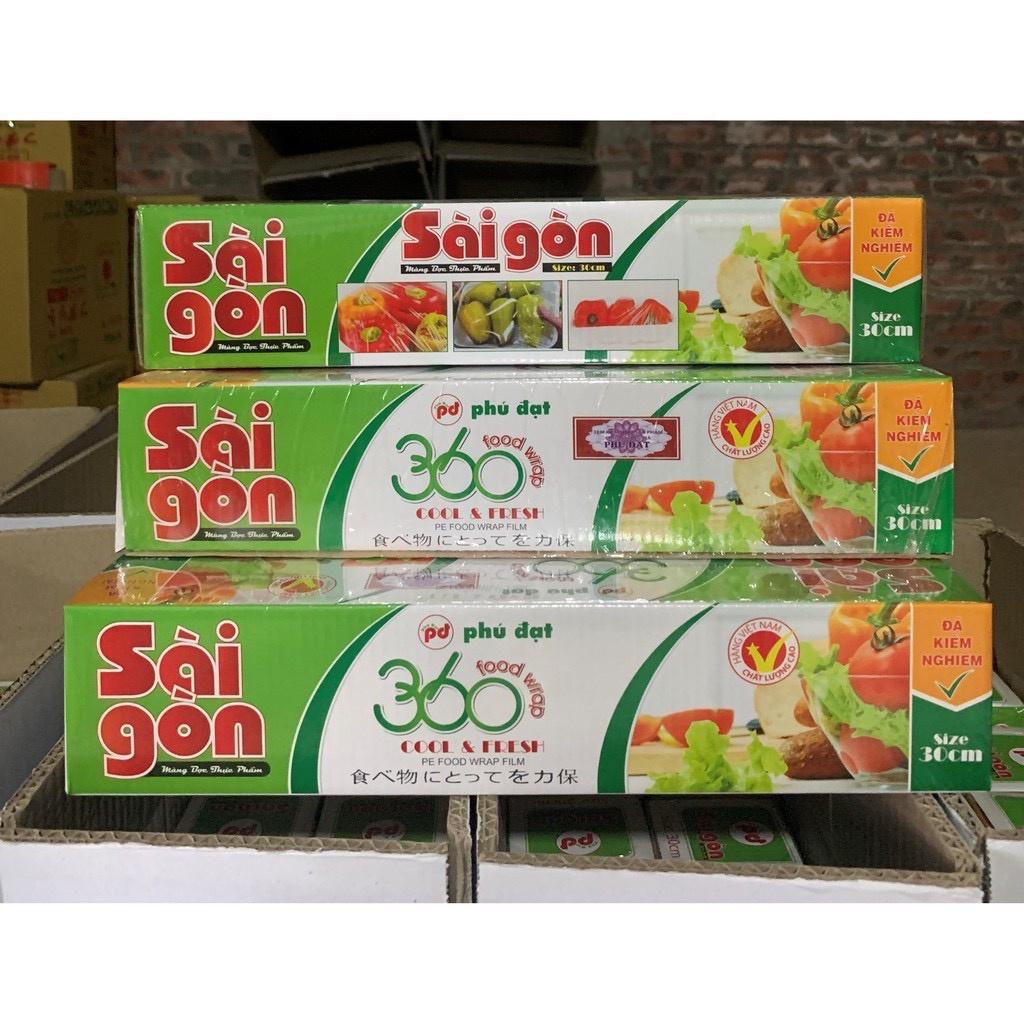 Sài
gòn
Màng Bọc Thực Phẩm
Sài gòn
Màng Bọc Thực Phẩm
Size: 30cm
ĐÃ
KIỂM
NGHIỆM
Size
30cm
Sài
gòn
Màng Bọc Thực Phẩm
pd phú đạt
360 food wrap
COOL & FRESH
PE FOOD WRAP FILM
食べ物にとってを力保
PHÚ ĐẠT
HÀNG VIỆT NAM
CHẤT LƯỢNG CAO
ĐÃ
KIỂM
NGHIỆM
Size
30cm
Sài
gòn
Màng Bọc Thực Phẩm
pd phú đạt
360 food wrap
COOL & FRESH
PE FOOD WRAP FILM
食べ物にとってを力保
HÀNG VIỆT NAM
CHẤT LƯỢNG CAO
ĐÃ
KIỂM
NGHIỆM
Size
30cm